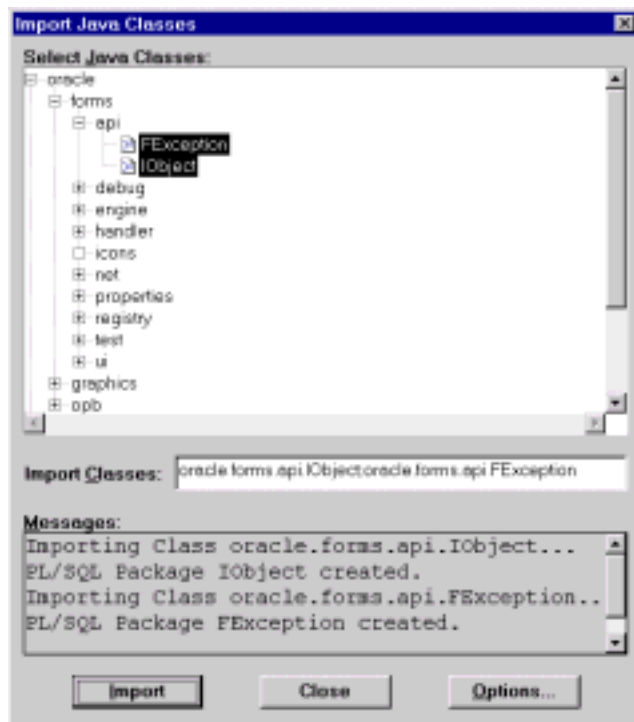 Import Java Classes
Select Java Classes:
oracle
forms
api
FException
IObject
debug
engine
handler
icons
net
properties
registry
test
ui
graphics
opb
Import Classes: oracle.forms.api.IObject;oracle.forms.api.FException
Messages:
Importing Class oracle.forms.api.IObject...
PL/SQL Package IObject created.
Importing Class oracle.forms.api.FException..
PL/SQL Package FException created.
Import Close Options...